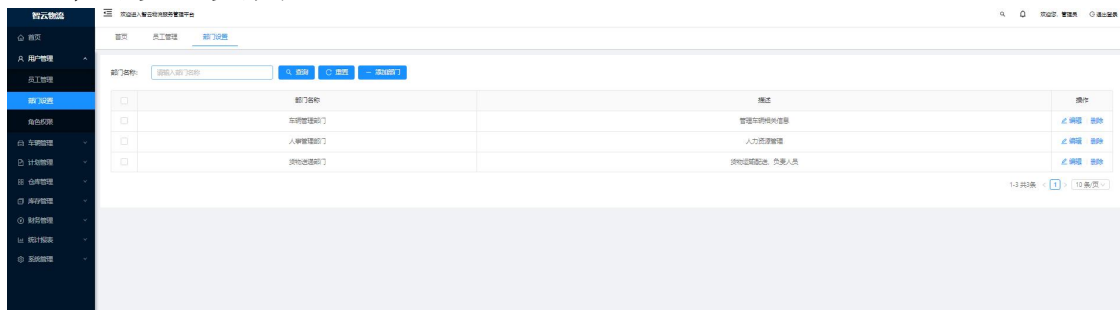 智云物流
欢迎进入智云物流服务管理平台
欢迎您，管理员 退出登录
首页
用户管理
员工管理
部门设置
角色权限
车辆管理
计划管理
仓库管理
库存管理
财务管理
统计报表
系统管理
首页 员工管理 部门设置
部门名称: 请输入部门名称 查询 重置 添加部门
部门名称 描述 操作
车辆管理部门 管理车辆相关信息 编辑 删除
人事管理部门 人力资源管理 编辑 删除
货物运送部门 货物运输配送、负责人员 编辑 删除
1-3 共3条 < 1 > 10 条/页